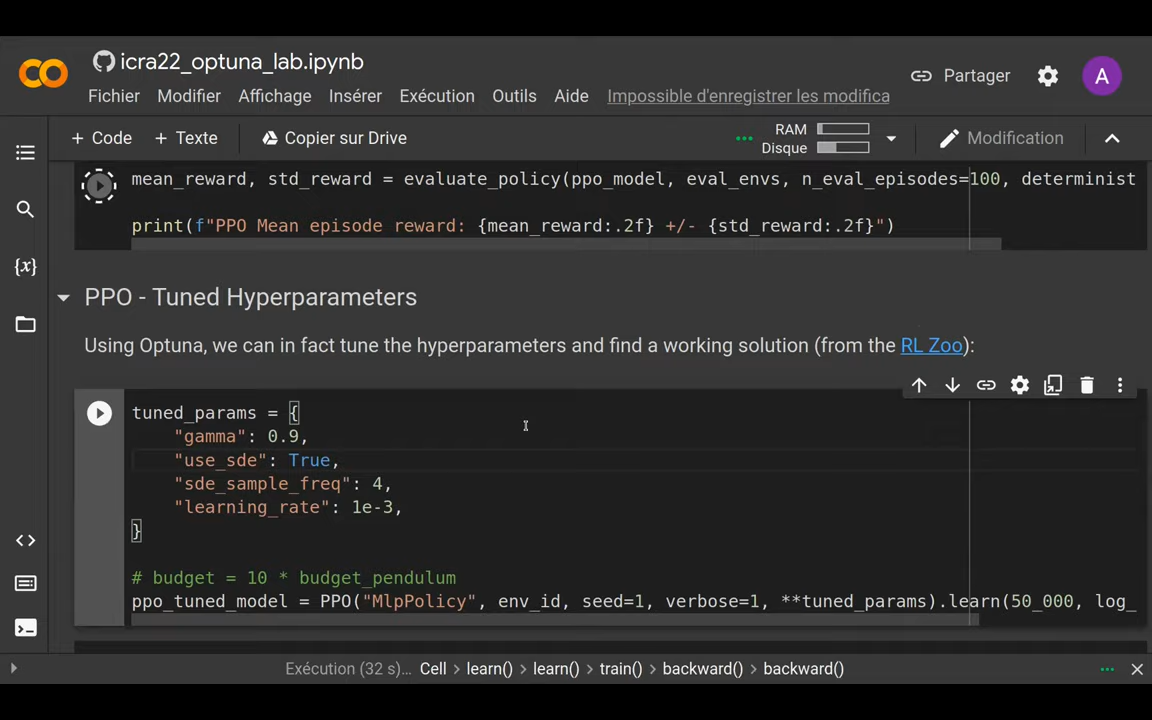 icra22_optuna_lab.ipynb
Partager
A
Fichier Modifier Affichage Insérer Exécution Outils Aide Impossible d'enregistrer les modifica
+ Code + Texte Copier sur Drive
RAM
Disque
Modification
mean_reward, std_reward = evaluate_policy(ppo_model, eval_envs, n_eval_episodes=100, determinist
print(f"PPO Mean episode reward: {mean_reward:.2f} +/- {std_reward:.2f}")
{x}
PPO - Tuned Hyperparameters
Using Optuna, we can in fact tune the hyperparameters and find a working solution (from the RL Zoo):
tuned_params = {
"gamma": 0.9,
"use_sde": True,
"sde_sample_freq": 4,
"learning_rate": 1e-3,
}
# budget = 10 * budget_pendulum
ppo_tuned_model = PPO("MlpPolicy", env_id, seed=1, verbose=1, **tuned_params).learn(50_000, log_
Exécution (32 s)... Cell > learn() > learn() > train() > backward() > backward()